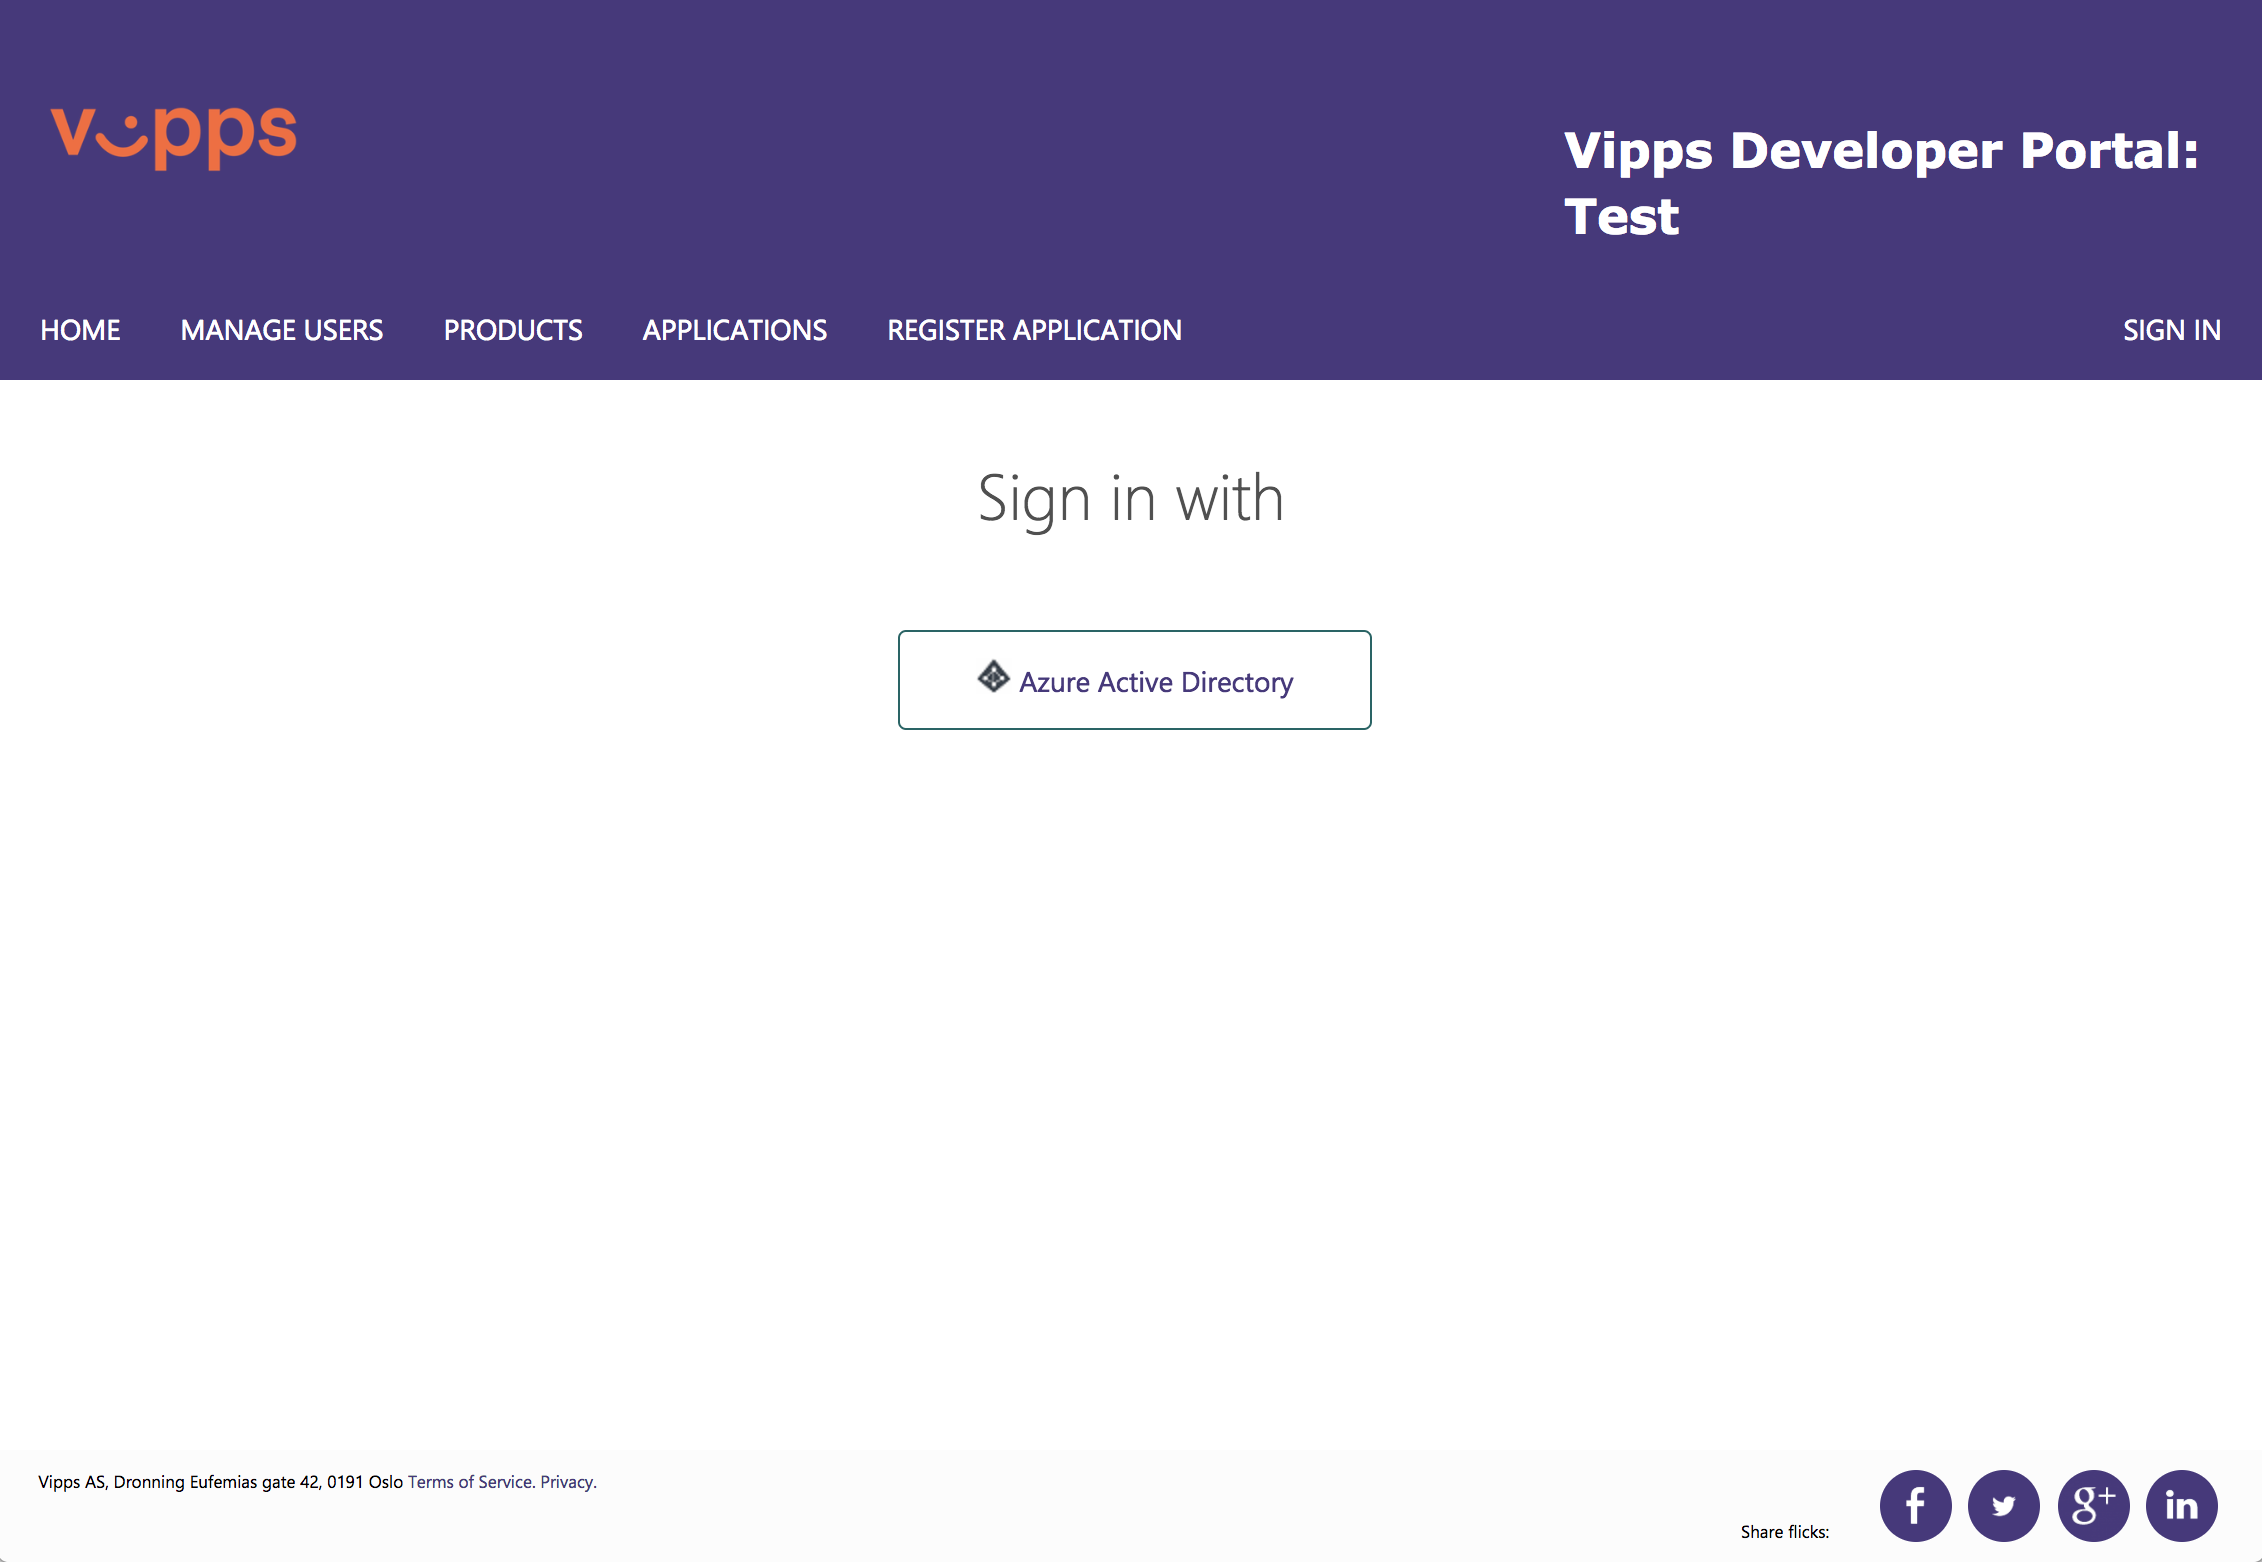 vipps
Vipps Developer Portal:
Test
HOME MANAGE USERS PRODUCTS APPLICATIONS REGISTER APPLICATION SIGN IN
Sign in with
Azure Active Directory
Vipps AS, Dronning Eufemias gate 42, 0191 Oslo Terms of Service. Privacy.
Share flicks: f g+ in